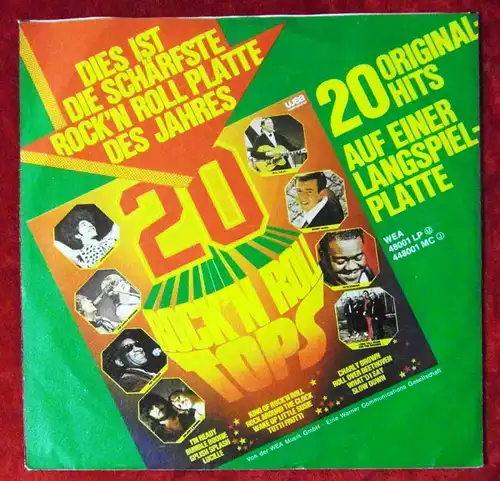 DIES IST
DIE SCHÄRFSTE
ROCK'N ROLL PLATTE
DES JAHRES
20 ORIGINAL-
HITS
AUF EINER
LANGSPIEL-
PLATTE
WEA
48001 LP
448001 MC
wea
20
ROCK'N ROLL
TOPS
I'M READY
BUMBLE BOOGIE
SPLISH SPLASH
LUCILLE
KING OF ROCK'N ROLL
ROCK AROUND THE CLOCK
WAKE UP LITTLE SUSIE
TUTTI FRUTTI
CHARLY BROWN
ROLL OVER BEETHOVEN
WHAT'D I SAY
SLOW DOWN
Von der WEA Musik GmbH · Eine Warner Communications Gesellschaft